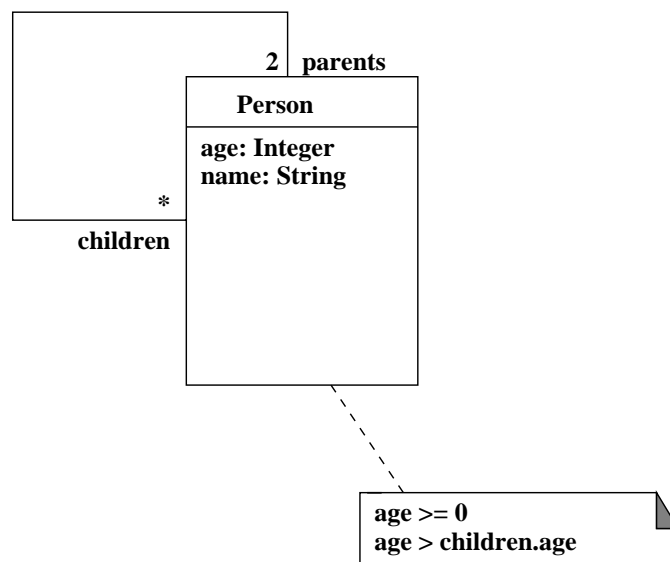 2 parents
Person
age: Integer
name: String
*
children
age >= 0
age > children.age